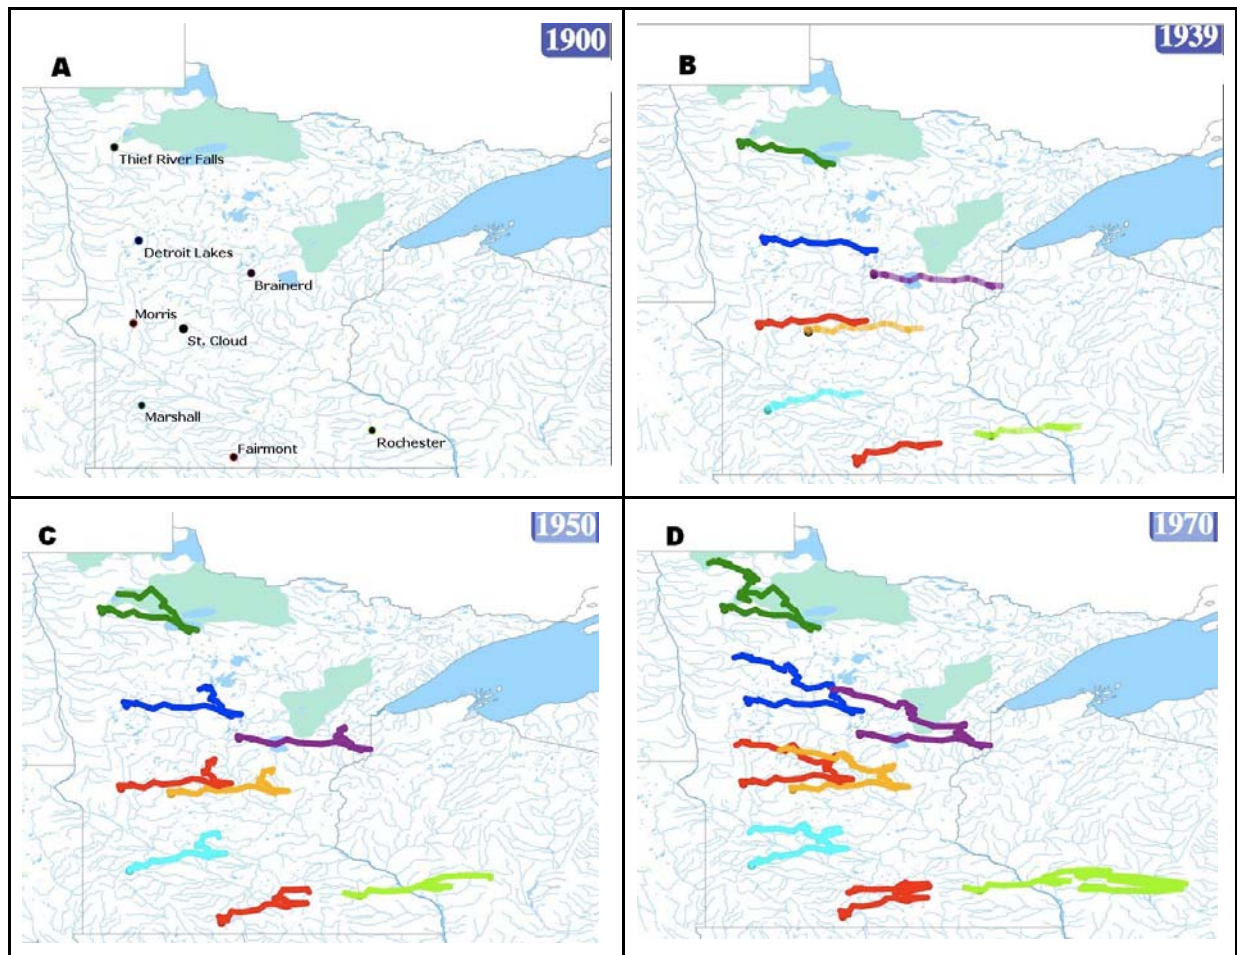 A
1900
Thief River Falls
Detroit Lakes
Brainerd
Morris
St. Cloud
Marshall
Fairmont
Rochester
B
1939
C
1950
D
1970